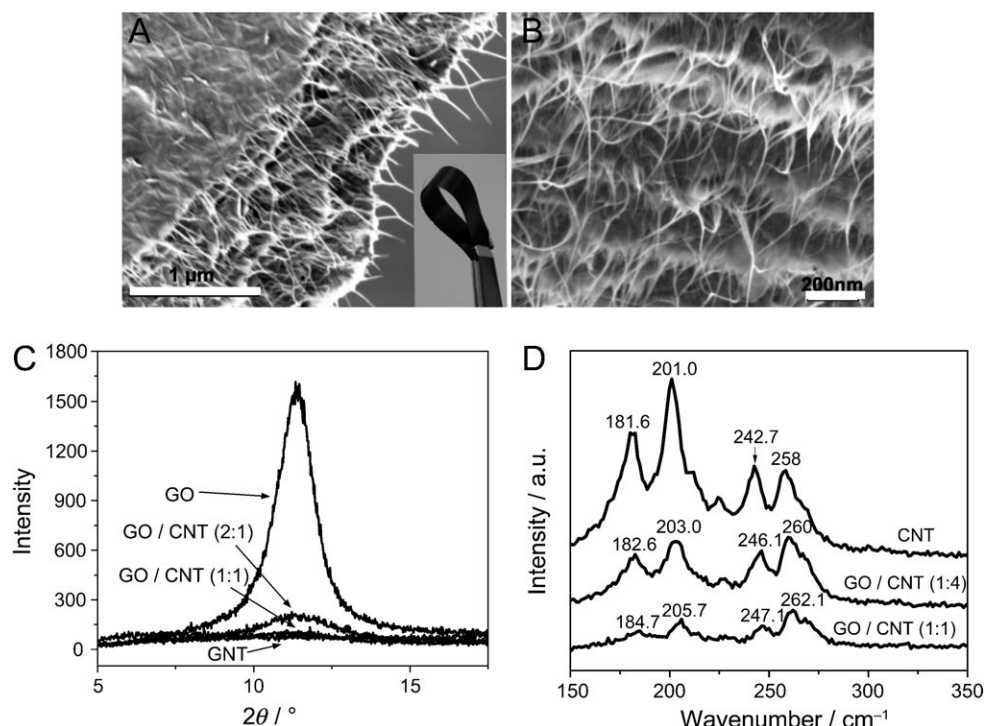 A
B
1 µm
200nm
C
D
1800
1500
1200
900
600
300
0
Intensity
GO
GO / CNT (2:1)
GO / CNT (1:1)
GNT
5
10
15
2θ / °
Intensity / a.u.
201.0
181.6
242.7
258
CNT
203.0
182.6
246.1
260
GO / CNT (1:4)
205.7
184.7
247.1
262.1
GO / CNT (1:1)
150
200
250
300
350
Wavenumber / cm⁻¹